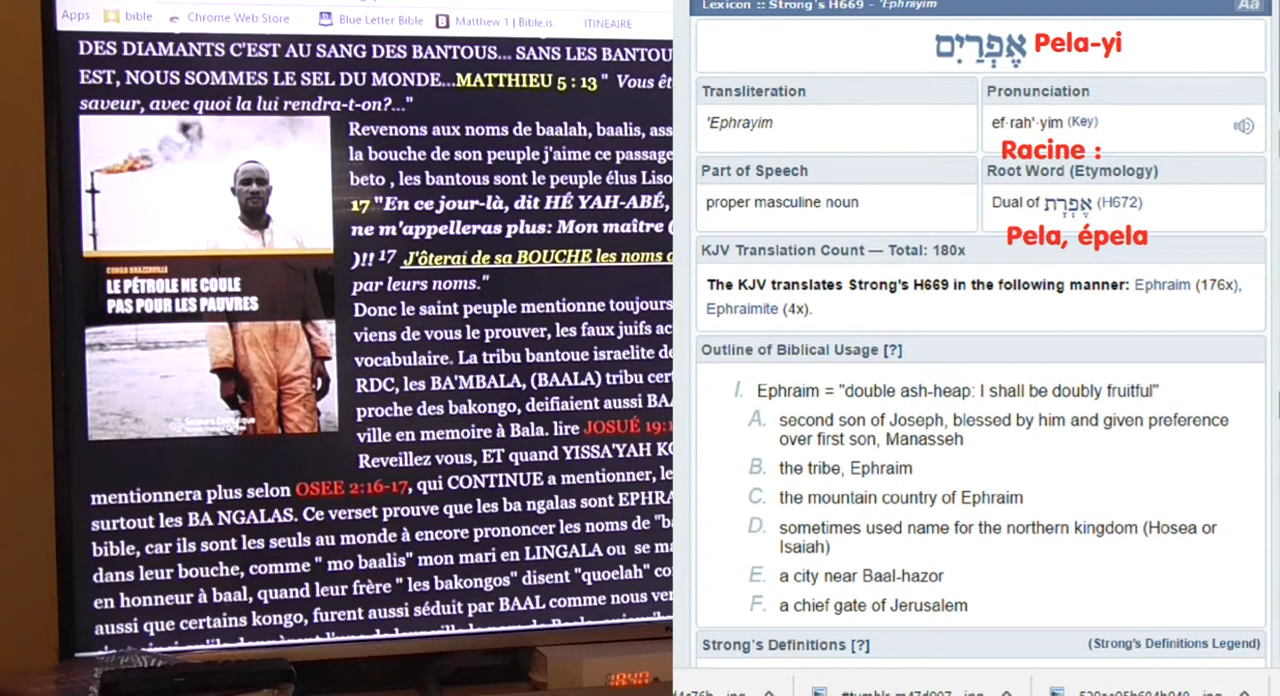 Apps bible Chrome Web Store Blue Letter Bible Matthew 1 | Bible.is ITINEAIRE
DES DIAMANTS C'EST AU SANG DES BANTOUS... SANS LES BANTOU
EST, NOUS SOMMES LE SEL DU MONDE...MATTHIEU 5 : 13 " Vous êt
saveur, avec quoi la lui rendra-t-on?..."
Revenons aux noms de baalah, baalis, ass
la bouche de son peuple j'aime ce passage
beto , les bantous sont le peuple élus Liso
17 "En ce jour-là, dit HÉ YAH-ABÉ,
ne m'appelleras plus: Mon maître (
)!! 17 J'ôterai de sa BOUCHE les noms d
par leurs noms."
Donc le saint peuple mentionne toujours
viens de vous le prouver, les faux juifs ac
vocabulaire. La tribu bantoue israelite de
RDC, les BA'MBALA, (BAALA) tribu cer
proche des bakongo, deifiaient aussi BA
ville en memoire à Bala. lire JOSUÉ 19:1
Reveillez vous, ET quand YISSA'YAH K
mentionnera plus selon OSEE 2:16-17, qui CONTINUE a mentionner, le
surtout les BA NGALAS. Ce verset prouve que les ba ngalas sont EPHRA
bible, car ils sont les seuls au monde à encore prononcer les noms de "b
dans leur bouche, comme " mo baalis" mon mari en LINGALA ou se ma
en honneur à baal, quand leur frère " les bakongos" disent "quoelah" co
aussi que certains kongo, furent aussi séduit par BAAL comme nous ver
CONGO BRAZZAVILLE
LE PÉTROLE NE COULE
PAS POUR LES PAUVRES
Lexicon :: Strong's H669 - 'Ephrayim
Aa
אֶפְרַיִם Pela-yi
Transliteration
'Ephrayim
Pronunciation
ef·rah'·yim (Key)
Racine :
Part of Speech
proper masculine noun
Root Word (Etymology)
Dual of אֶפְרָת (H672)
Pela, épela
KJV Translation Count — Total: 180x
The KJV translates Strong's H669 in the following manner: Ephraim (176x),
Ephraimite (4x).
Outline of Biblical Usage [?]
I. Ephraim = "double ash-heap: I shall be doubly fruitful"
A. second son of Joseph, blessed by him and given preference
over first son, Manasseh
B. the tribe, Ephraim
C. the mountain country of Ephraim
D. sometimes used name for the northern kingdom (Hosea or
Isaiah)
E. a city near Baal-hazor
F. a chief gate of Jerusalem
Strong's Definitions [?] (Strong's Definitions Legend)